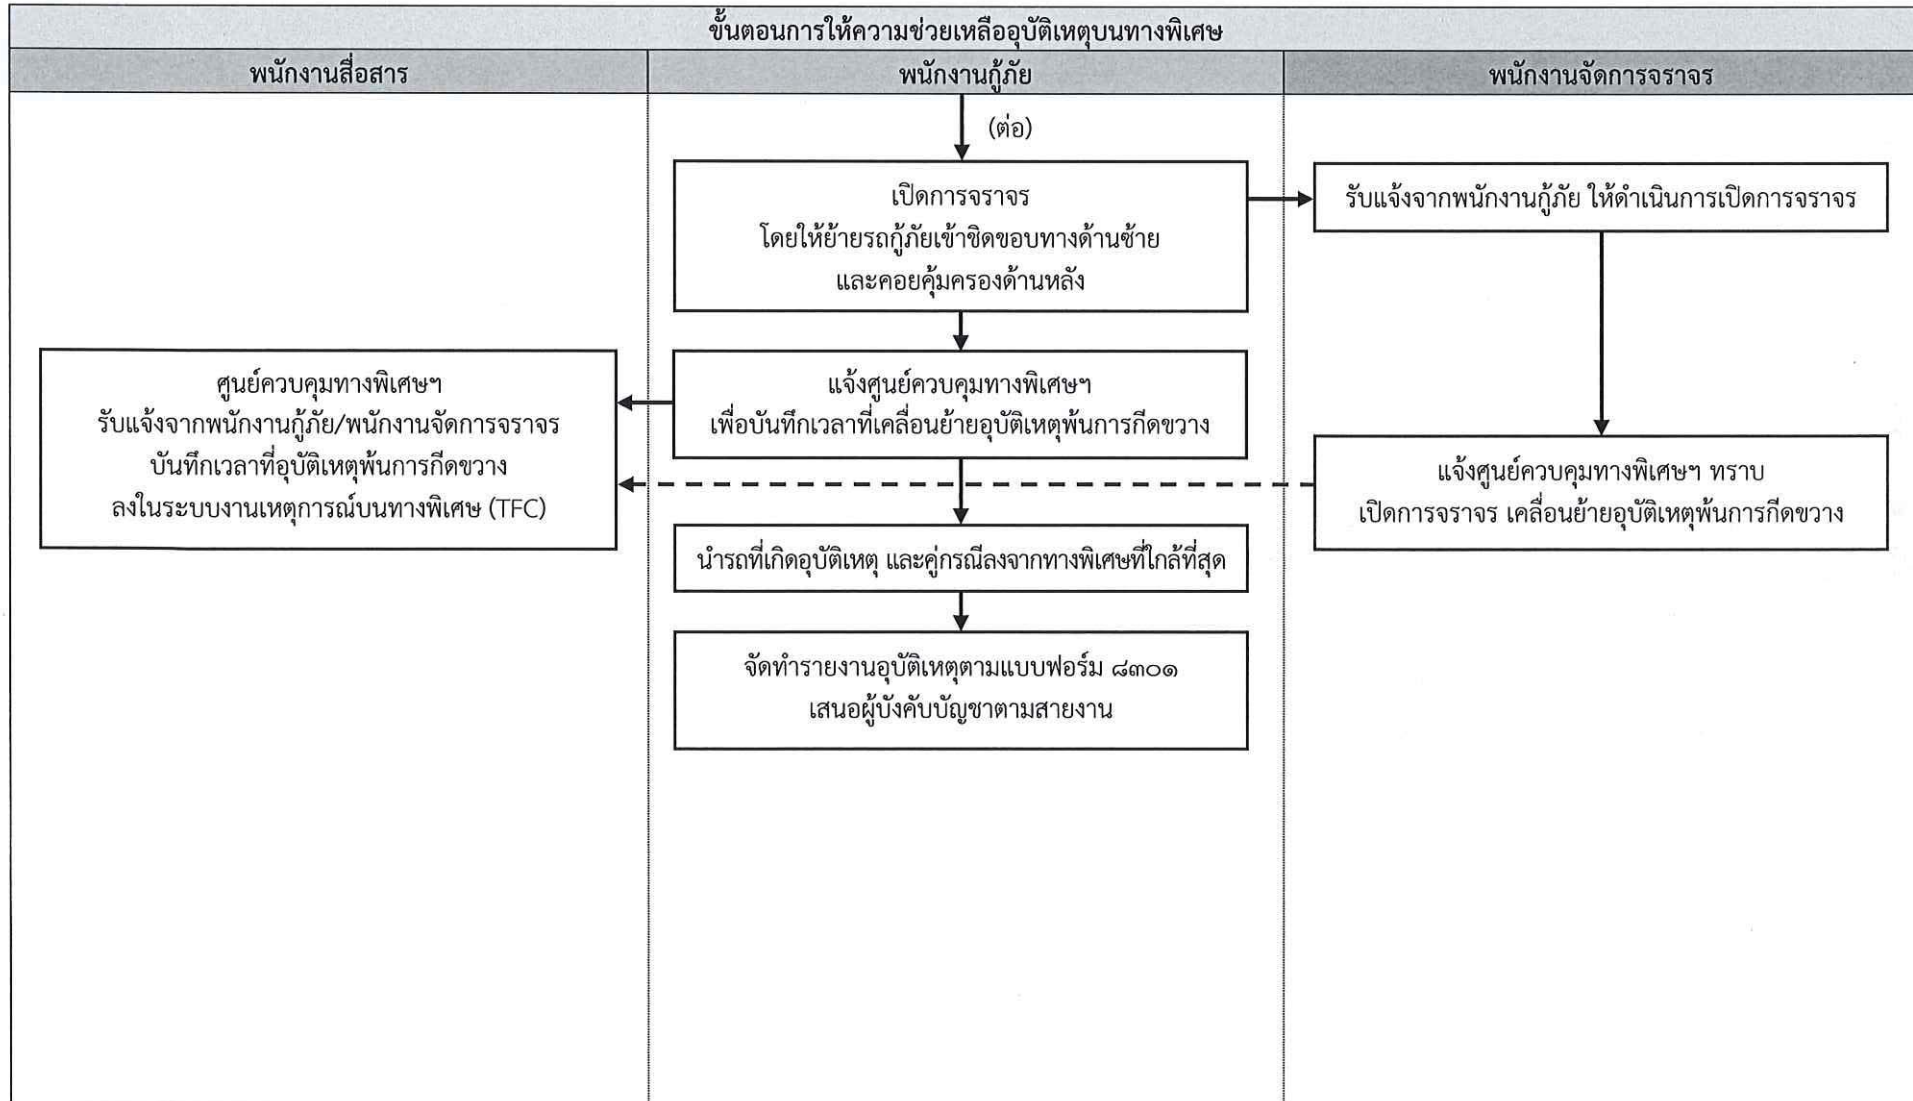 ขั้นตอนการให้ความช่วยเหลืออุบัติเหตุบนทางพิเศษ
พนักงานสื่อสาร
พนักงานกู้ภัย
พนักงานจัดการจราจร
(ต่อ)
เปิดการจราจร
โดยให้ย้ายรถกู้ภัยเข้าชิดขอบทางด้านซ้าย
และคอยคุ้มครองด้านหลัง
รับแจ้งจากพนักงานกู้ภัย ให้ดำเนินการเปิดการจราจร
ศูนย์ควบคุมทางพิเศษฯ
รับแจ้งจากพนักงานกู้ภัย/พนักงานจัดการจราจร
บันทึกเวลาที่อุบัติเหตุพ้นการกีดขวาง
ลงในระบบงานเหตุการณ์บนทางพิเศษ (TFC)
แจ้งศูนย์ควบคุมทางพิเศษฯ
เพื่อบันทึกเวลาที่เคลื่อนย้ายอุบัติเหตุพ้นการกีดขวาง
แจ้งศูนย์ควบคุมทางพิเศษฯ ทราบ
เปิดการจราจร เคลื่อนย้ายอุบัติเหตุพ้นการกีดขวาง
นำรถที่เกิดอุบัติเหตุ และคู่กรณีลงจากทางพิเศษที่ใกล้ที่สุด
จัดทำรายงานอุบัติเหตุตามแบบฟอร์ม ๘๓๐๑
เสนอผู้บังคับบัญชาตามสายงาน